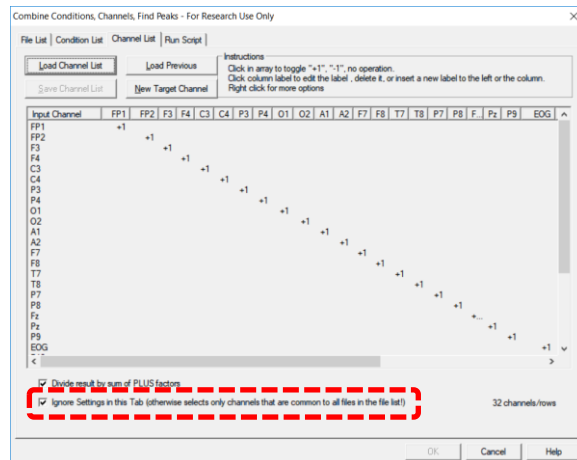 Combine Conditions, Channels, Find Peaks - For Research Use Only
File List Condition List Channel List Run Script
Load Channel List Load Previous
Save Channel List New Target Channel
Instructions
Click in array to toggle "+1", "-1", no operation.
Click column label to edit the label , delete it, or insert a new label to the left or the column.
Right click for more options
Input Channel FP1 FP2 F3 F4 C3 C4 P3 P4 O1 O2 A1 A2 F7 F8 T7 T8 P7 P8 F... Pz P9 EOG
FP1 +1
FP2 +1
F3 +1
F4 +1
C3 +1
C4 +1
P3 +1
P4 +1
O1 +1
O2 +1
A1 +1
A2 +1
F7 +1
F8 +1
T7 +1
T8 +1
P7 +1
P8 +1
Fz +...
Pz +1
P9 +1
EOG +1
Divide result by sum of PLUS factors
Ignore Settings in this Tab (otherwise selects only channels that are common to all files in the file list!)
32 channels/rows
OK Cancel Help